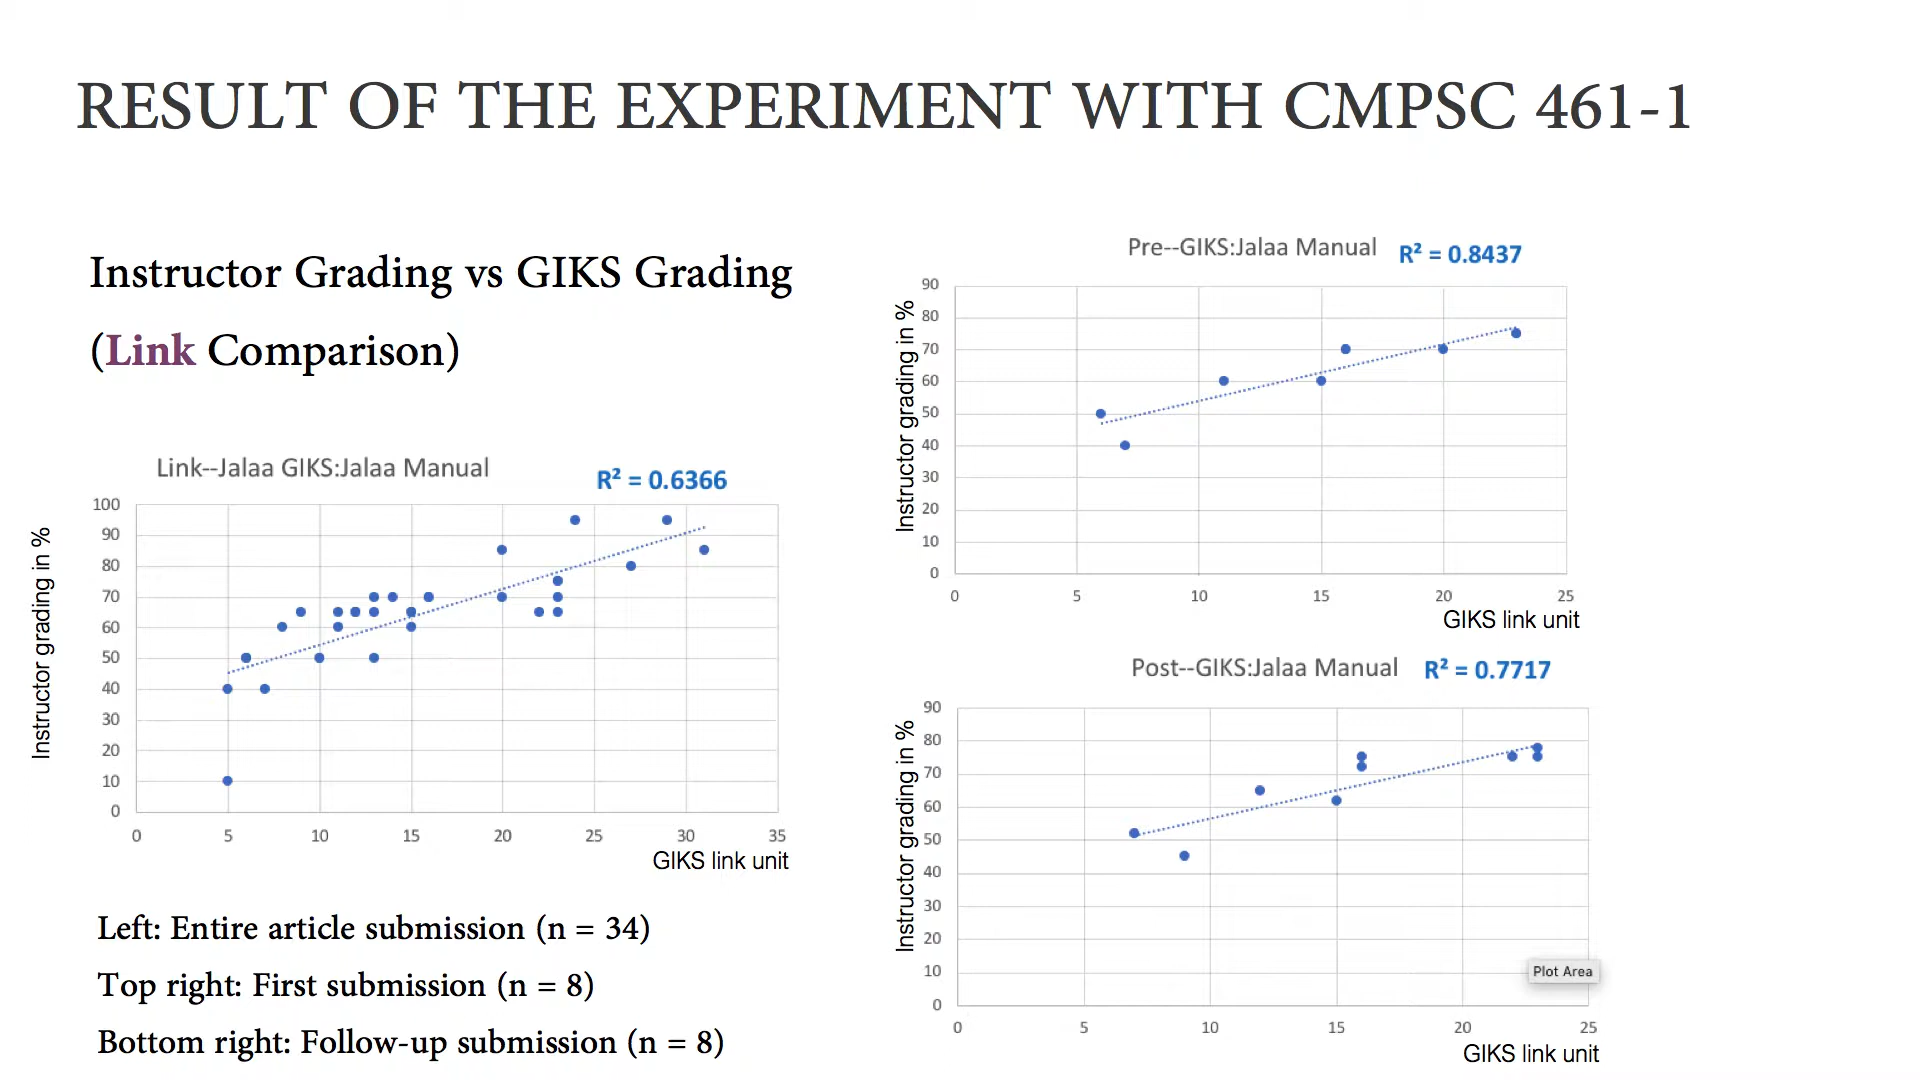 RESULT OF THE EXPERIMENT WITH CMPSC 461-1
Instructor Grading vs GIKS Grading
(Link Comparison)
Link--Jalaa GIKS:Jalaa Manual
R² = 0.6366
Instructor grading in %
100
90
80
70
60
50
40
30
20
10
0
0 5 10 15 20 25 30 35
GIKS link unit
Left: Entire article submission (n = 34)
Top right: First submission (n = 8)
Bottom right: Follow-up submission (n = 8)
Pre--GIKS:Jalaa Manual
R² = 0.8437
Instructor grading in %
90
80
70
60
50
40
30
20
10
0
0 5 10 15 20 25
GIKS link unit
Post--GIKS:Jalaa Manual
R² = 0.7717
Instructor grading in %
90
80
70
60
50
40
30
20
10
0
Plot Area
0 5 10 15 20 25
GIKS link unit